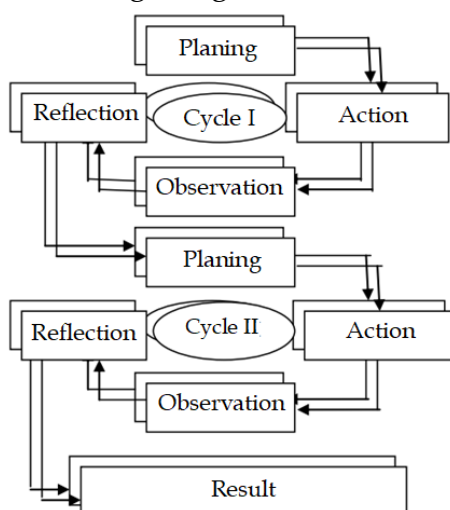 Planing
Reflection
Cycle I
Action
Observation
Planing
Reflection
Cycle II
Action
Observation
Result